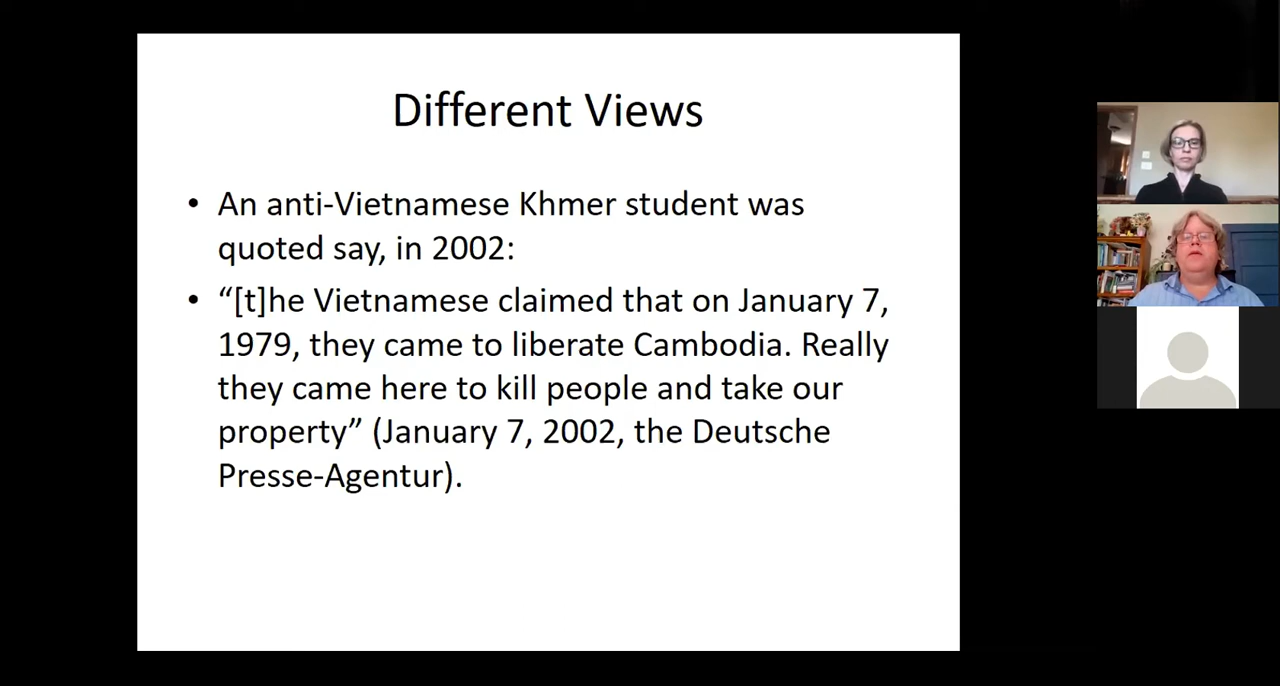 Different Views
• An anti-Vietnamese Khmer student was
quoted say, in 2002:
• “[t]he Vietnamese claimed that on January 7,
1979, they came to liberate Cambodia. Really
they came here to kill people and take our
property” (January 7, 2002, the Deutsche
Presse-Agentur).